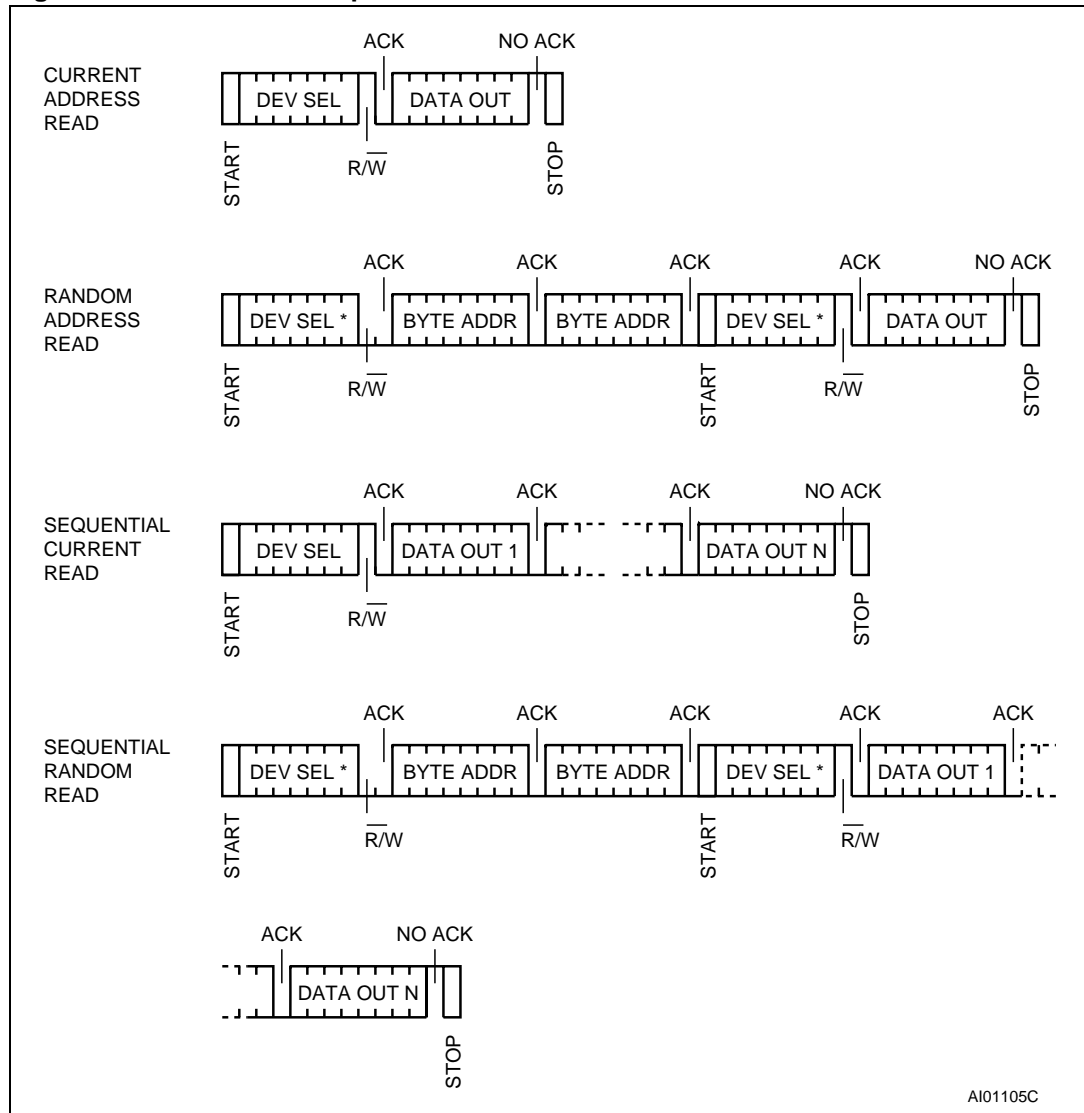 ACK NO ACK
CURRENT
ADDRESS
READ
DEV SEL DATA OUT
START R/W̅ STOP
ACK ACK ACK ACK NO ACK
RANDOM
ADDRESS
READ
DEV SEL * BYTE ADDR BYTE ADDR DEV SEL * DATA OUT
START R/W̅ START R/W̅ STOP
ACK ACK ACK NO ACK
SEQUENTIAL
CURRENT
READ
DEV SEL DATA OUT 1 DATA OUT N
START R/W̅ STOP
ACK ACK ACK ACK ACK
SEQUENTIAL
RANDOM
READ
DEV SEL * BYTE ADDR BYTE ADDR DEV SEL * DATA OUT 1
START R̅/W START R̅/W
ACK NO ACK
DATA OUT N
STOP
AI01105C